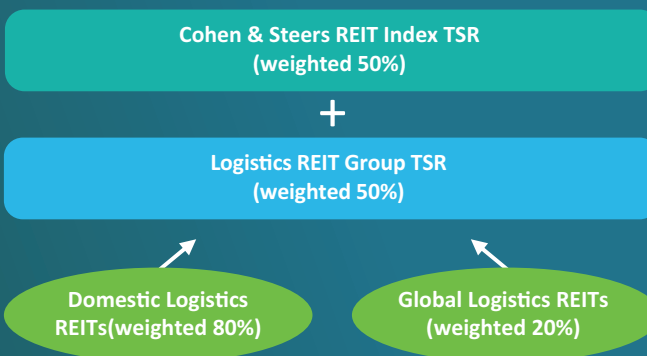 Cohen & Steers REIT Index TSR
(weighted 50%)
+
Logistics REIT Group TSR
(weighted 50%)
Domestic Logistics
REITs(weighted 80%)
Global Logistics REITs
(weighted 20%)